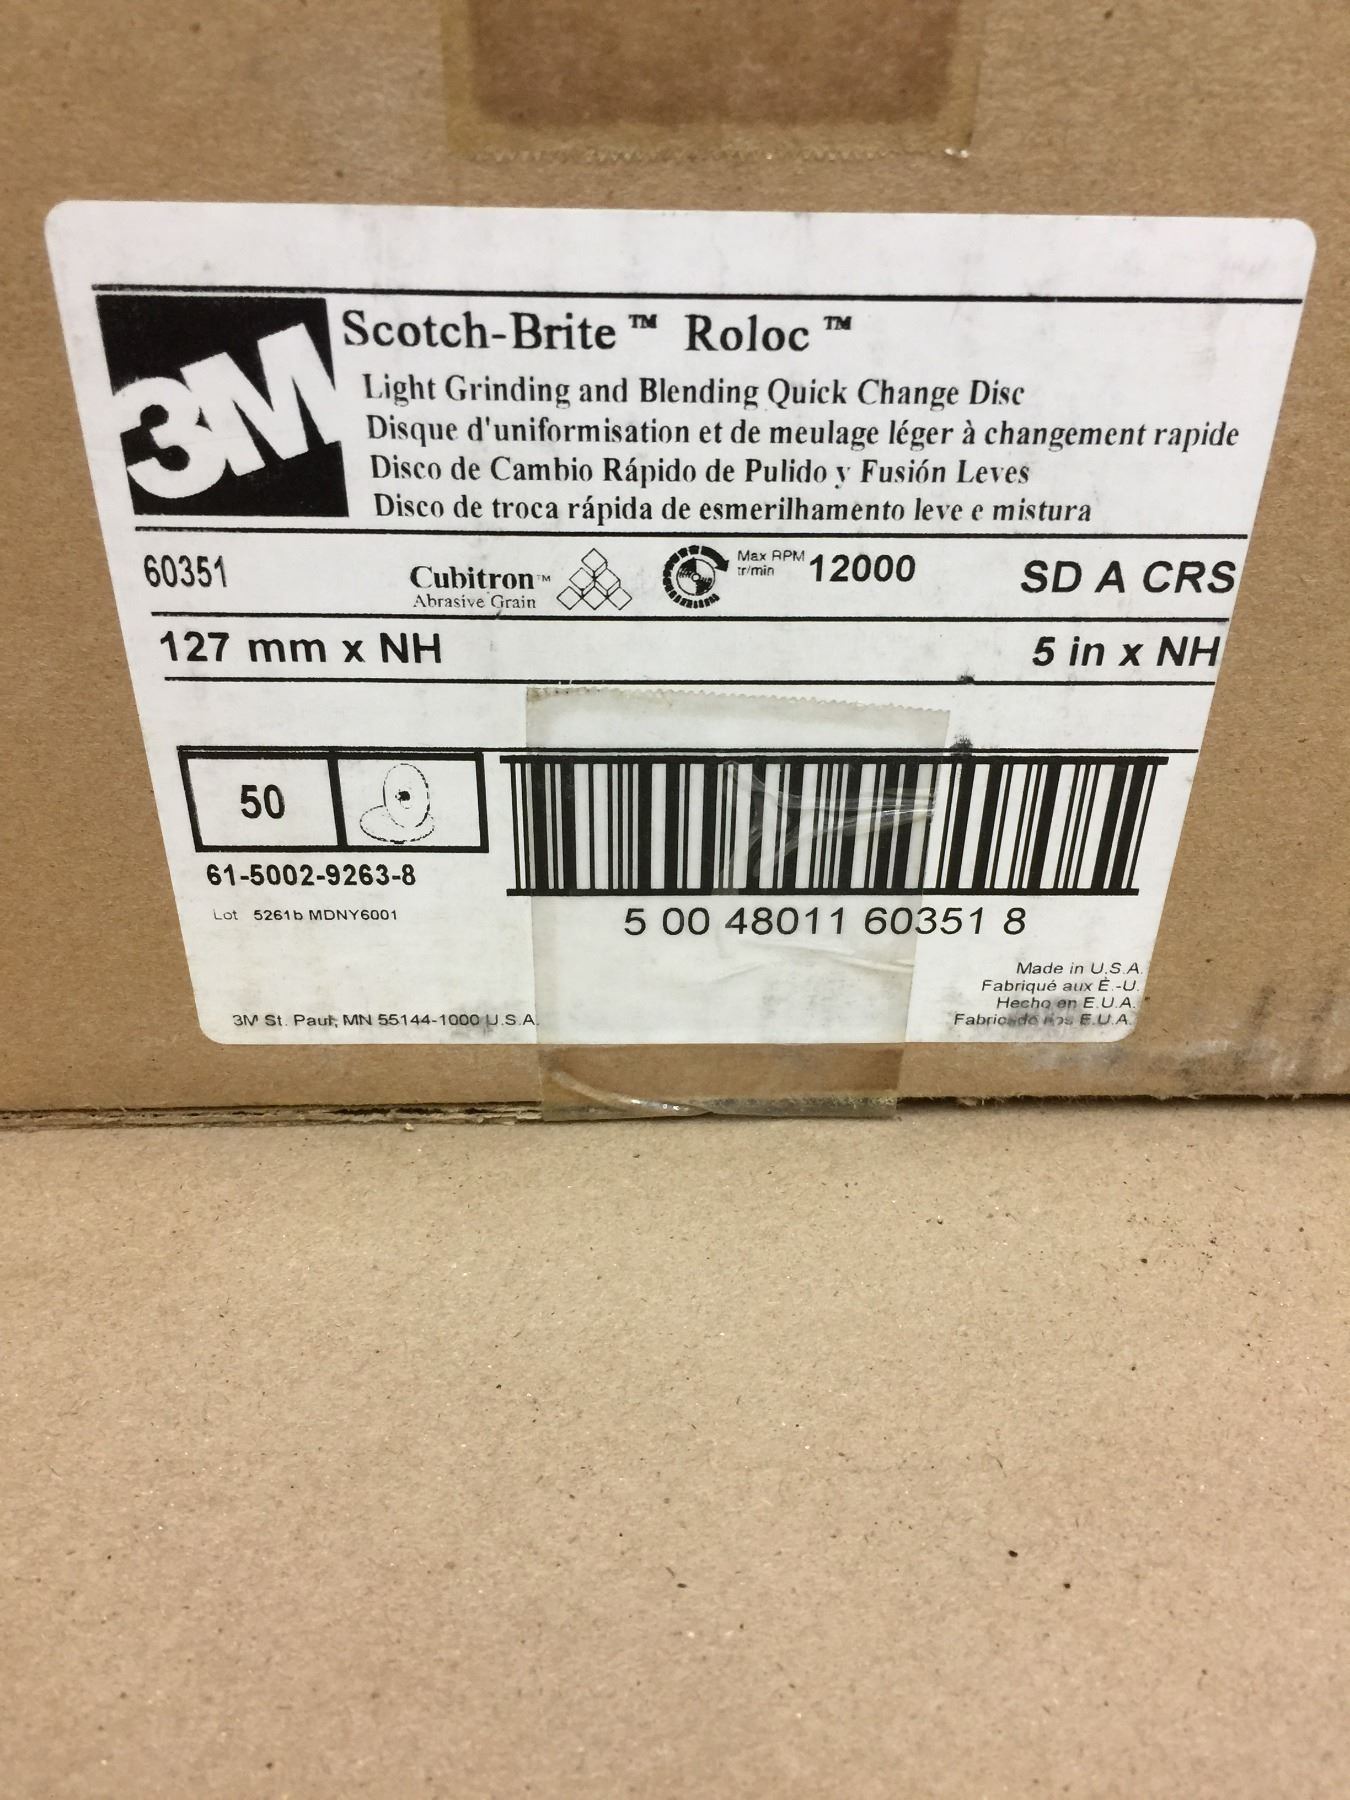 3M
Scotch-Brite™ Roloc™
Light Grinding and Blending Quick Change Disc
Disque d'uniformisation et de meulage léger à changement rapide
Disco de Cambio Rápido de Pulido y Fusión Leves
Disco de troca rápida de esmerilhamento leve e mistura
60351 Cubitron™ Max RPM 12000 SD A CRS
Abrasive Grain tr/min
127 mm x NH 5 in x NH
50
61-5002-9263-8
Lot 5261b MDNY6001
5 00 48011 60351 8
Made in U.S.A.
Fabriqué aux É.-U.
Hecho en E.U.A.
Fabricado nos E.U.A.
3M St. Paul, MN 55144-1000 U.S.A.